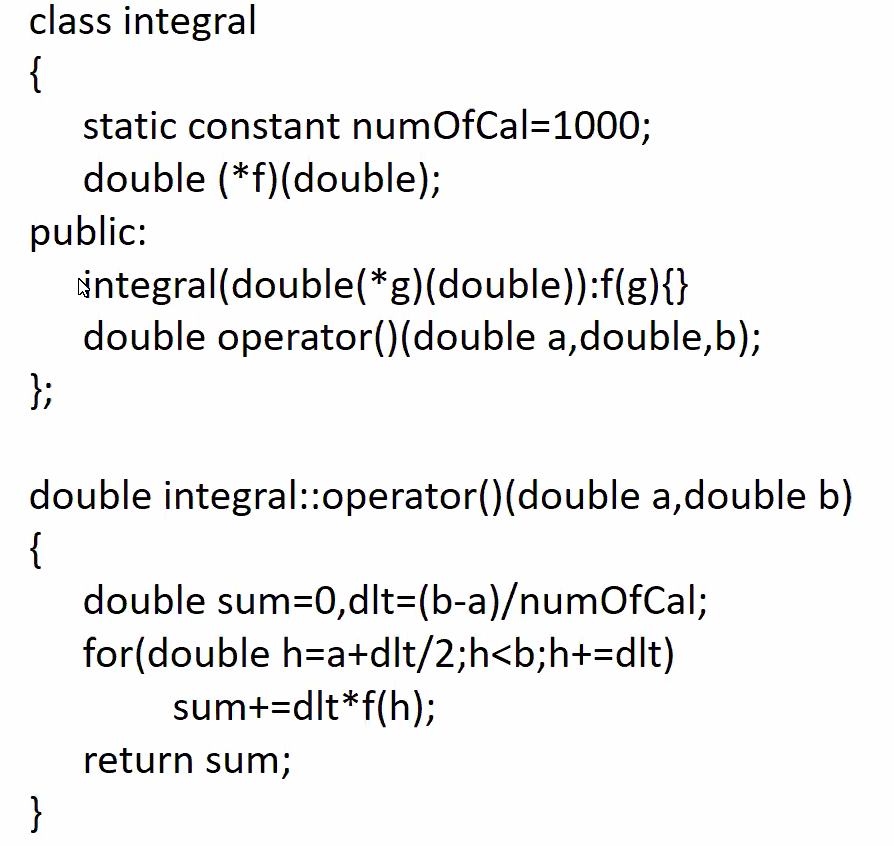 class integral
{
static constant numOfCal=1000;
double (*f)(double);
public:
integral(double(*g)(double)):f(g){}
double operator()(double a,double,b);
};
double integral::operator()(double a,double b)
{
double sum=0,dlt=(b-a)/numOfCal;
for(double h=a+dlt/2;h<b;h+=dlt)
sum+=dlt*f(h);
return sum;
}